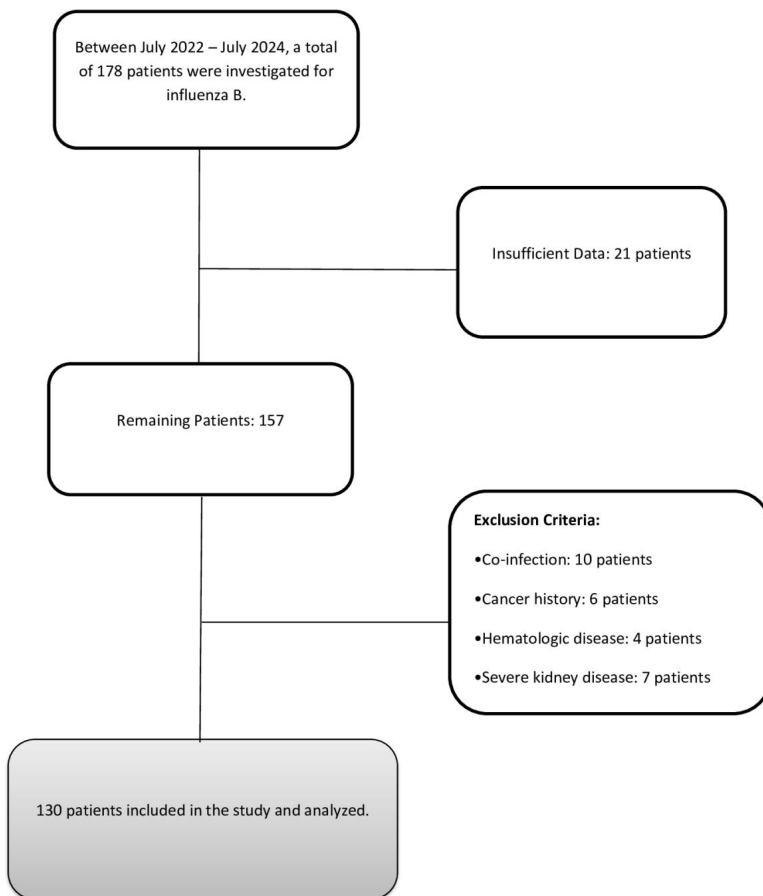 Between July 2022 – July 2024, a total
of 178 patients were investigated for
influenza B.
Insufficient Data: 21 patients
Remaining Patients: 157
Exclusion Criteria:
•Co-infection: 10 patients
•Cancer history: 6 patients
•Hematologic disease: 4 patients
•Severe kidney disease: 7 patients
130 patients included in the study and analyzed.